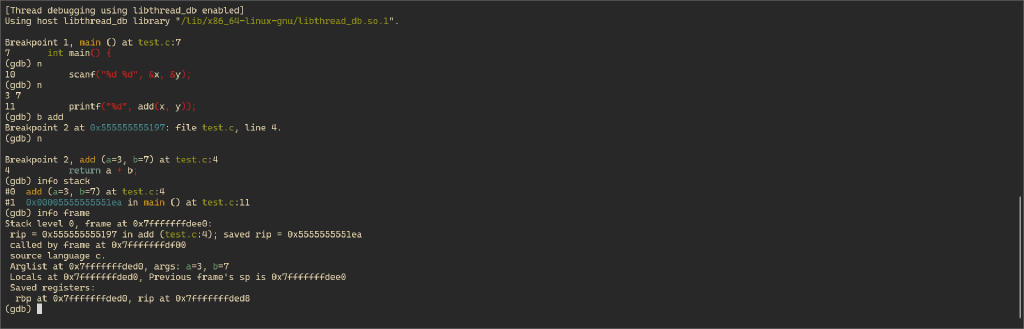 [Thread debugging using libthread_db enabled]
Using host libthread_db library "/lib/x86_64-linux-gnu/libthread_db.so.1".

Breakpoint 1, main () at test.c:7
7       int main() {
(gdb) n
10          scanf("%d %d", &x, &y);
(gdb) n
3 7
11          printf("%d", add(x, y));
(gdb) b add
Breakpoint 2 at 0x555555555197: file test.c, line 4.
(gdb) n

Breakpoint 2, add (a=3, b=7) at test.c:4
4           return a + b;
(gdb) info stack
#0  add (a=3, b=7) at test.c:4
#1  0x00005555555551ea in main () at test.c:11
(gdb) info frame
Stack level 0, frame at 0x7fffffffdee0:
 rip = 0x555555555197 in add (test.c:4); saved rip = 0x5555555551ea
 called by frame at 0x7fffffffdf00
 source language c.
 Arglist at 0x7fffffffded0, args: a=3, b=7
 Locals at 0x7fffffffded0, Previous frame's sp is 0x7fffffffdee0
 Saved registers:
  rbp at 0x7fffffffded0, rip at 0x7fffffffded8
(gdb)